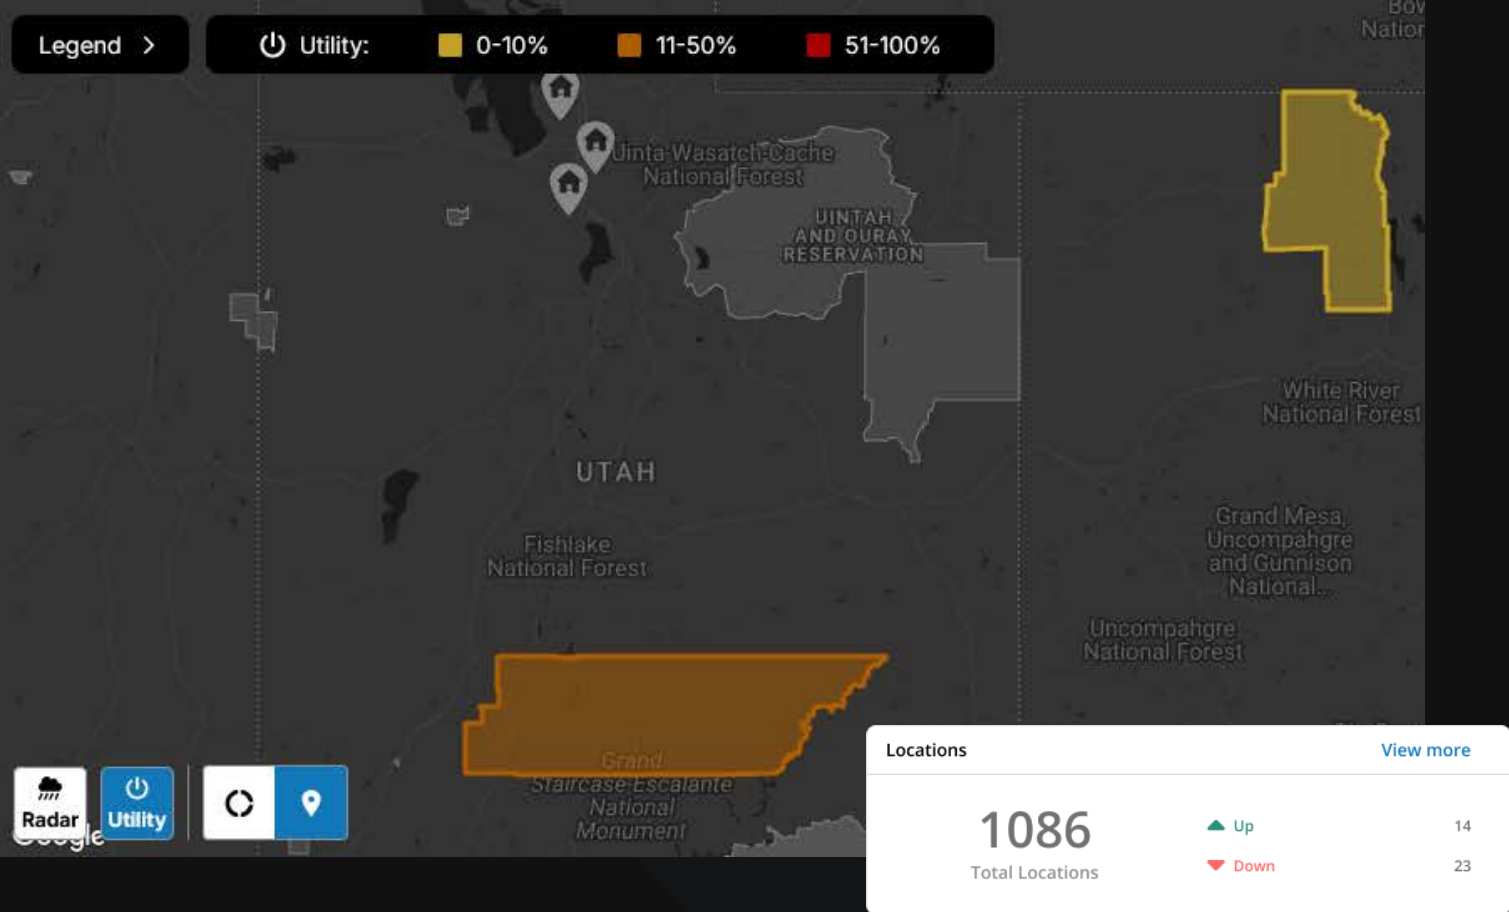 Legend
Utility:
0-10%
11-50%
51-100%
Uinta-Wasatch-Cache
National Forest
UINTAH
AND OURAY
RESERVATION
White River
National Forest
UTAH
Grand Mesa,
Uncompahgre
and Gunnison
National...
Fishlake
National Forest
Uncompahgre
National Forest
Grand
Staircase-Escalante
National
Monument
Radar
Utility
Google
Locations
View more
1086
Total Locations
Up
14
Down
23